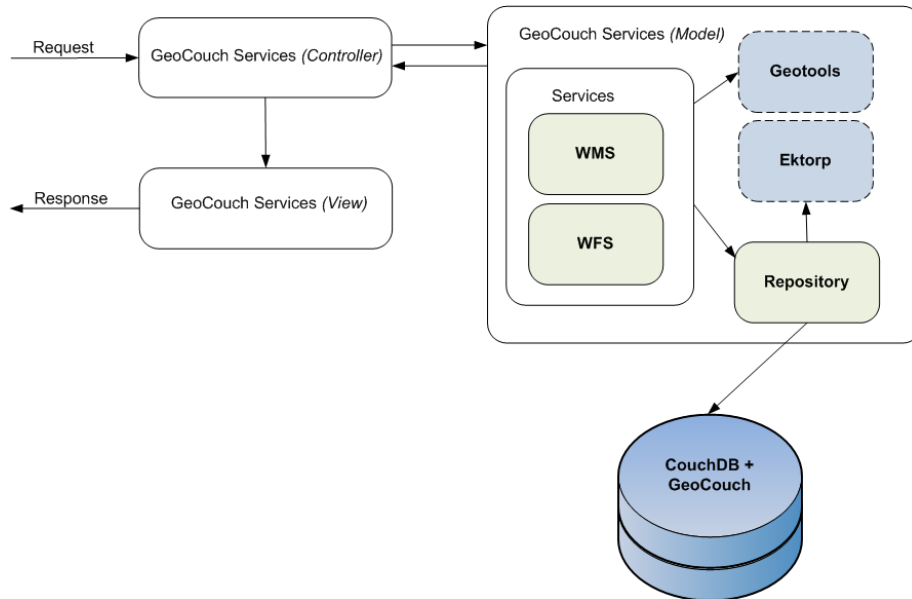 Request
GeoCouch Services (Controller)
GeoCouch Services (Model)
Services
WMS
WFS
Geotools
Ektorp
Repository
Response
GeoCouch Services (View)
CouchDB +
GeoCouch